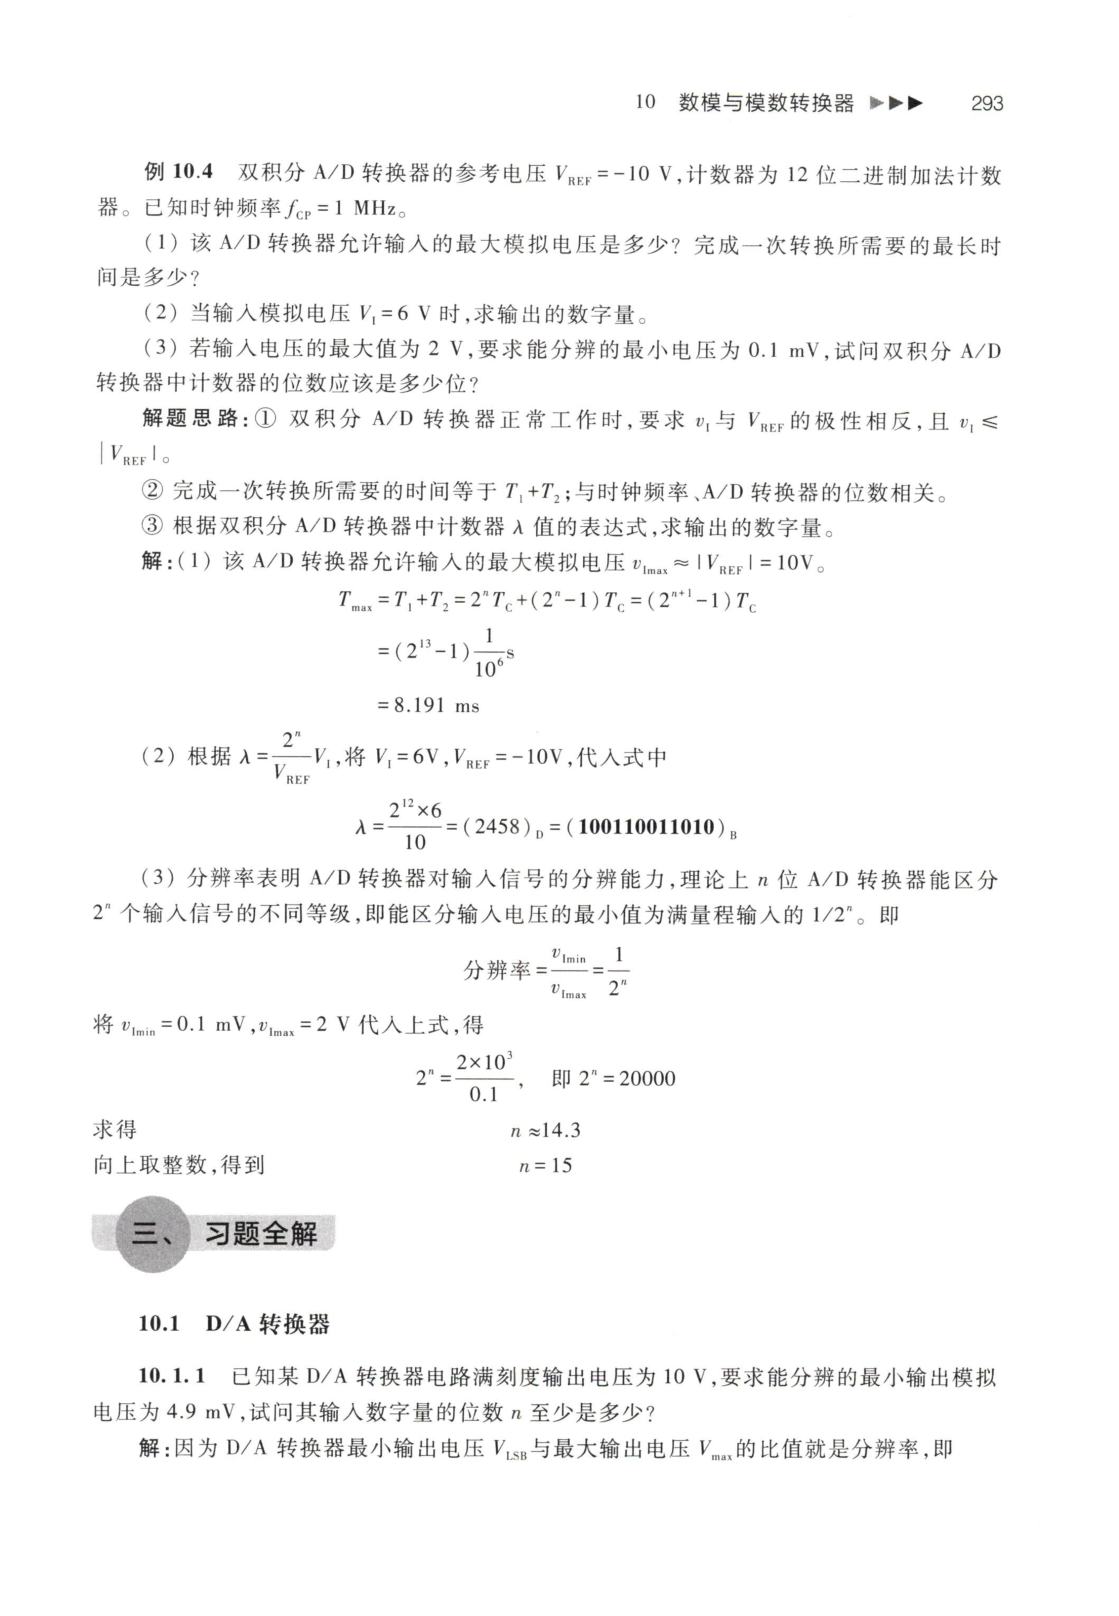 10 数模与模数转换器 ▶▶▶ 293
例 10.4 双积分 A/D 转换器的参考电压 V_REF = -10 V,计数器为 12 位二进制加法计数
器。已知时钟频率 f_CP = 1 MHz。
(1) 该 A/D 转换器允许输入的最大模拟电压是多少? 完成一次转换所需要的最长时
间是多少?
(2) 当输入模拟电压 V_I = 6 V 时,求输出的数字量。
(3) 若输入电压的最大值为 2 V,要求能分辨的最小电压为 0.1 mV,试问双积分 A/D
转换器中计数器的位数应该是多少位?
解题思路:① 双积分 A/D 转换器正常工作时,要求 v_I 与 V_REF 的极性相反,且 v_I ≤
|V_REF|。
② 完成一次转换所需要的时间等于 T_1+T_2;与时钟频率、A/D 转换器的位数相关。
③ 根据双积分 A/D 转换器中计数器 λ 值的表达式,求输出的数字量。
解:(1) 该 A/D 转换器允许输入的最大模拟电压 v_Imax ≈ |V_REF| = 10V。
T_max = T_1+T_2 = 2^n T_C+(2^n-1)T_C = (2^{n+1}-1)T_C
= (2^{13}-1) \frac{1}{10^6} s
= 8.191 ms
(2) 根据 λ = \frac{2^n}{V_REF} V_I,将 V_I = 6V,V_REF = -10V,代入式中
λ = \frac{2^{12}×6}{10} = (2458)_D = (100110011010)_B
(3) 分辨率表明 A/D 转换器对输入信号的分辨能力,理论上 n 位 A/D 转换器能区分
2^n 个输入信号的不同等级,即能区分输入电压的最小值为满量程输入的 1/2^n。即
分辨率 = \frac{v_Imin}{v_Imax} = \frac{1}{2^n}
将 v_Imin = 0.1 mV,v_Imax = 2 V 代入上式,得
2^n = \frac{2×10^3}{0.1}, 即 2^n = 20000
求得 n ≈14.3
向上取整数,得到 n = 15
三、 习题全解
10.1 D/A 转换器
10.1.1 已知某 D/A 转换器电路满刻度输出电压为 10 V,要求能分辨的最小输出模拟
电压为 4.9 mV,试问其输入数字量的位数 n 至少是多少?
解:因为 D/A 转换器最小输出电压 V_LSB 与最大输出电压 V_max 的比值就是分辨率,即